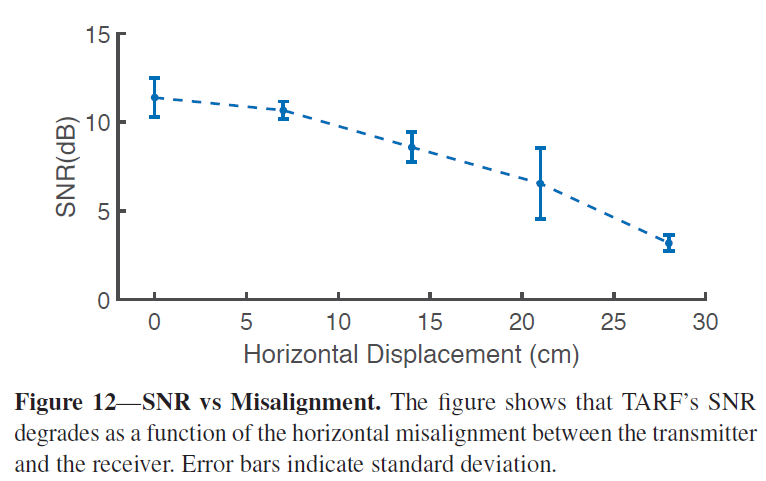 15
10
5
0
SNR(dB)
0 5 10 15 20 25 30
Horizontal Displacement (cm)
Figure 12—SNR vs Misalignment. The figure shows that TARF's SNR
degrades as a function of the horizontal misalignment between the transmitter
and the receiver. Error bars indicate standard deviation.